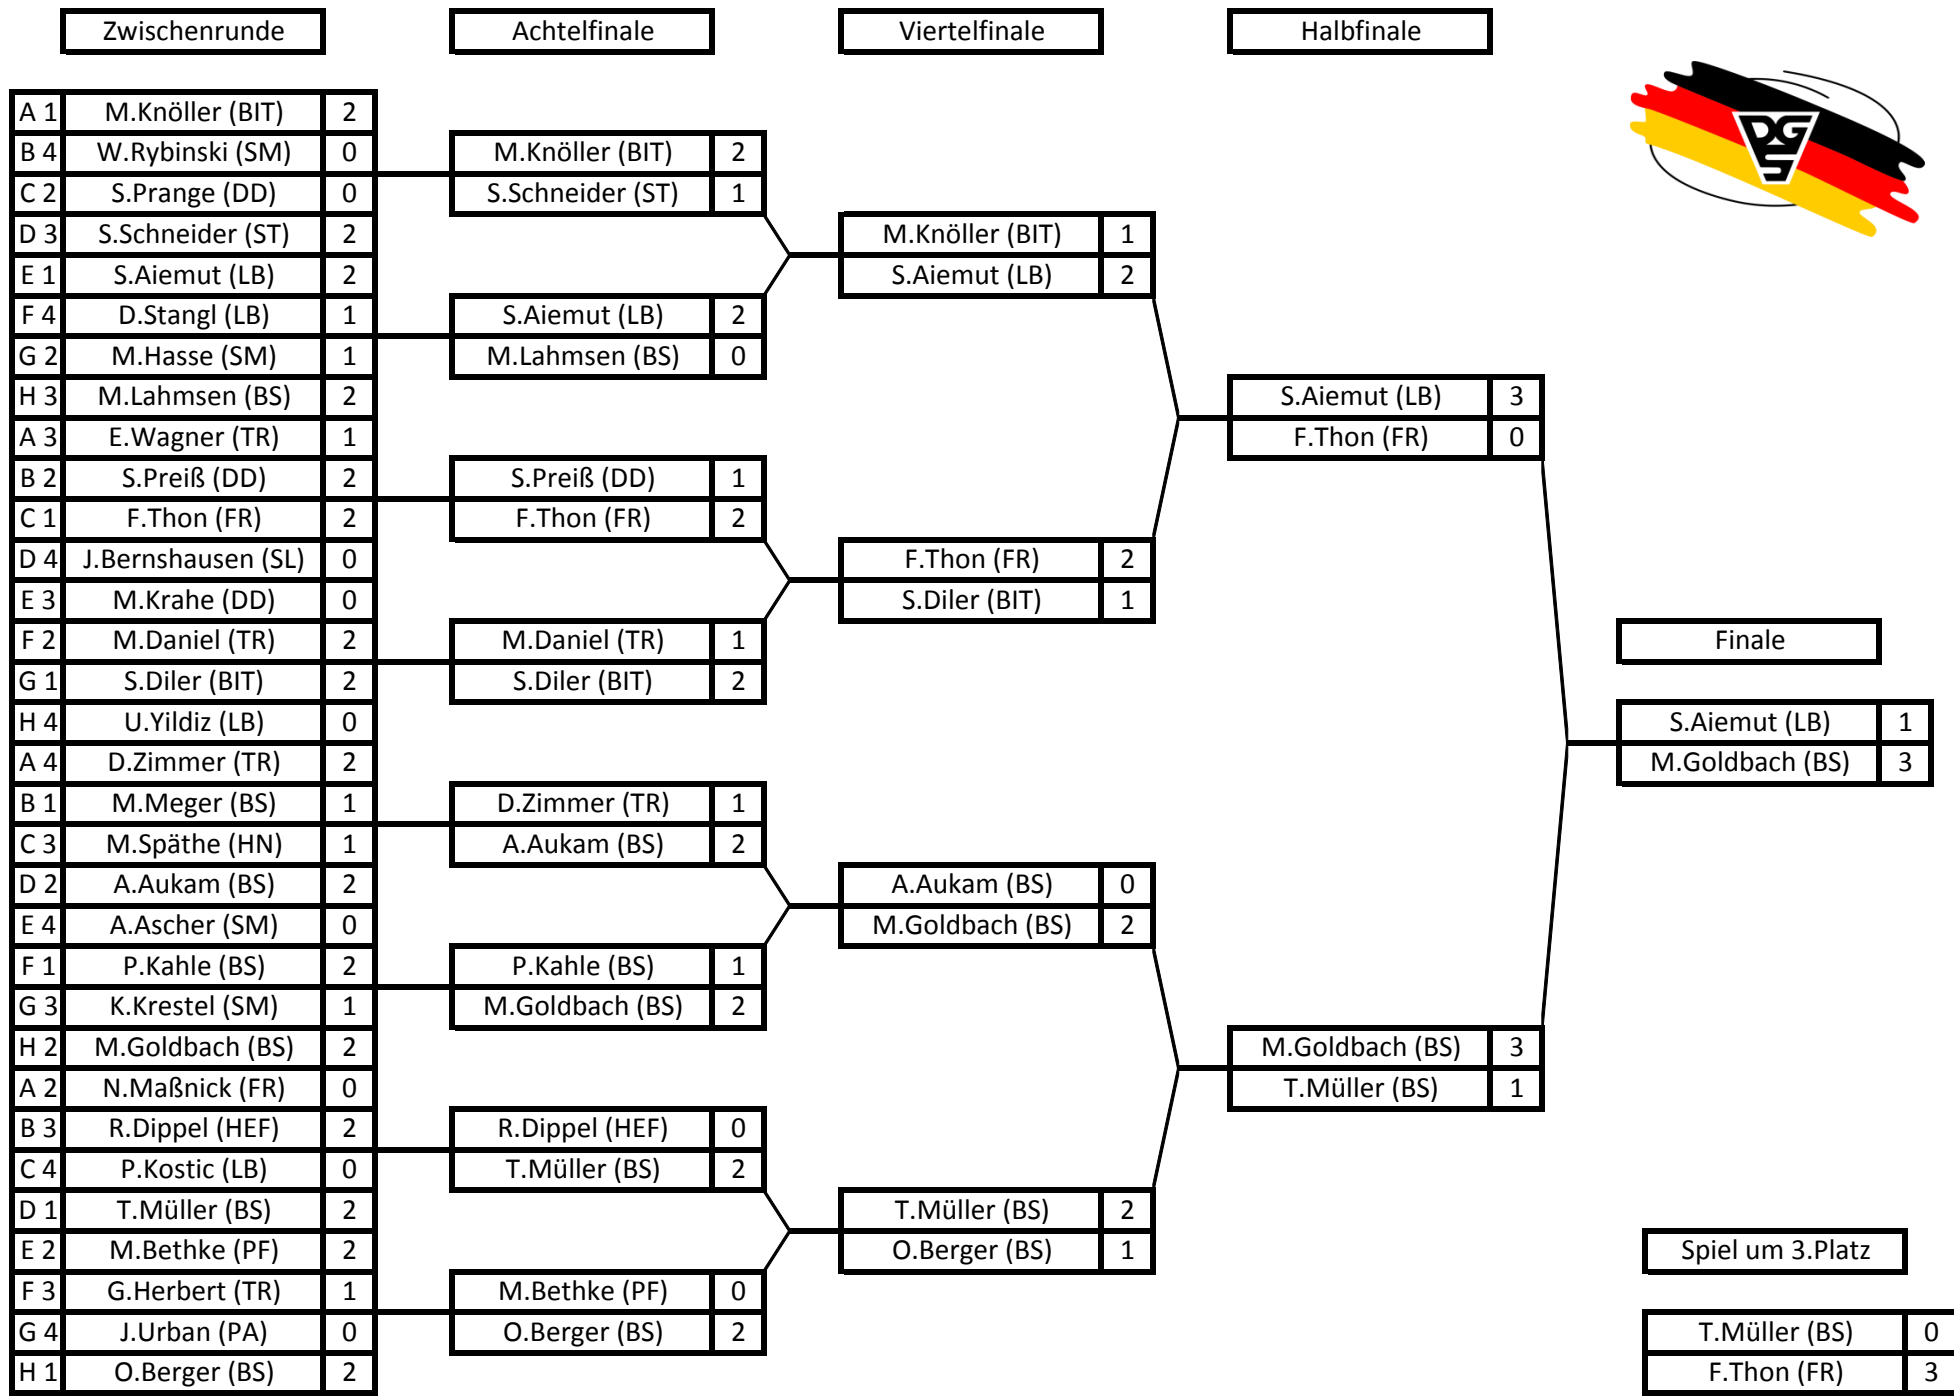 Zwischenrunde Achtelfinale Viertelfinale Halbfinale
DGS
A 1 M.Knöller (BIT) 2
B 4 W.Rybinski (SM) 0
C 2 S.Prange (DD) 0
D 3 S.Schneider (ST) 2
E 1 S.Aiemut (LB) 2
F 4 D.Stangl (LB) 1
G 2 M.Hasse (SM) 1
H 3 M.Lahmsen (BS) 2
A 3 E.Wagner (TR) 1
B 2 S.Preiß (DD) 2
C 1 F.Thon (FR) 2
D 4 J.Bernshausen (SL) 0
E 3 M.Krahe (DD) 0
F 2 M.Daniel (TR) 2
G 1 S.Diler (BIT) 2
H 4 U.Yildiz (LB) 0
A 4 D.Zimmer (TR) 2
B 1 M.Meger (BS) 1
C 3 M.Späthe (HN) 1
D 2 A.Aukam (BS) 2
E 4 A.Ascher (SM) 0
F 1 P.Kahle (BS) 2
G 3 K.Krestel (SM) 1
H 2 M.Goldbach (BS) 2
A 2 N.Maßnick (FR) 0
B 3 R.Dippel (HEF) 2
C 4 P.Kostic (LB) 0
D 1 T.Müller (BS) 2
E 2 M.Bethke (PF) 2
F 3 G.Herbert (TR) 1
G 4 J.Urban (PA) 0
H 1 O.Berger (BS) 2
M.Knöller (BIT) 2
S.Schneider (ST) 1
S.Aiemut (LB) 2
M.Lahmsen (BS) 0
S.Preiß (DD) 1
F.Thon (FR) 2
M.Daniel (TR) 1
S.Diler (BIT) 2
D.Zimmer (TR) 1
A.Aukam (BS) 2
P.Kahle (BS) 1
M.Goldbach (BS) 2
R.Dippel (HEF) 0
T.Müller (BS) 2
M.Bethke (PF) 0
O.Berger (BS) 2
M.Knöller (BIT) 1
S.Aiemut (LB) 2
F.Thon (FR) 2
S.Diler (BIT) 1
A.Aukam (BS) 0
M.Goldbach (BS) 2
T.Müller (BS) 2
O.Berger (BS) 1
S.Aiemut (LB) 3
F.Thon (FR) 0
M.Goldbach (BS) 3
T.Müller (BS) 1
Finale
S.Aiemut (LB) 1
M.Goldbach (BS) 3
Spiel um 3.Platz
T.Müller (BS) 0
F.Thon (FR) 3